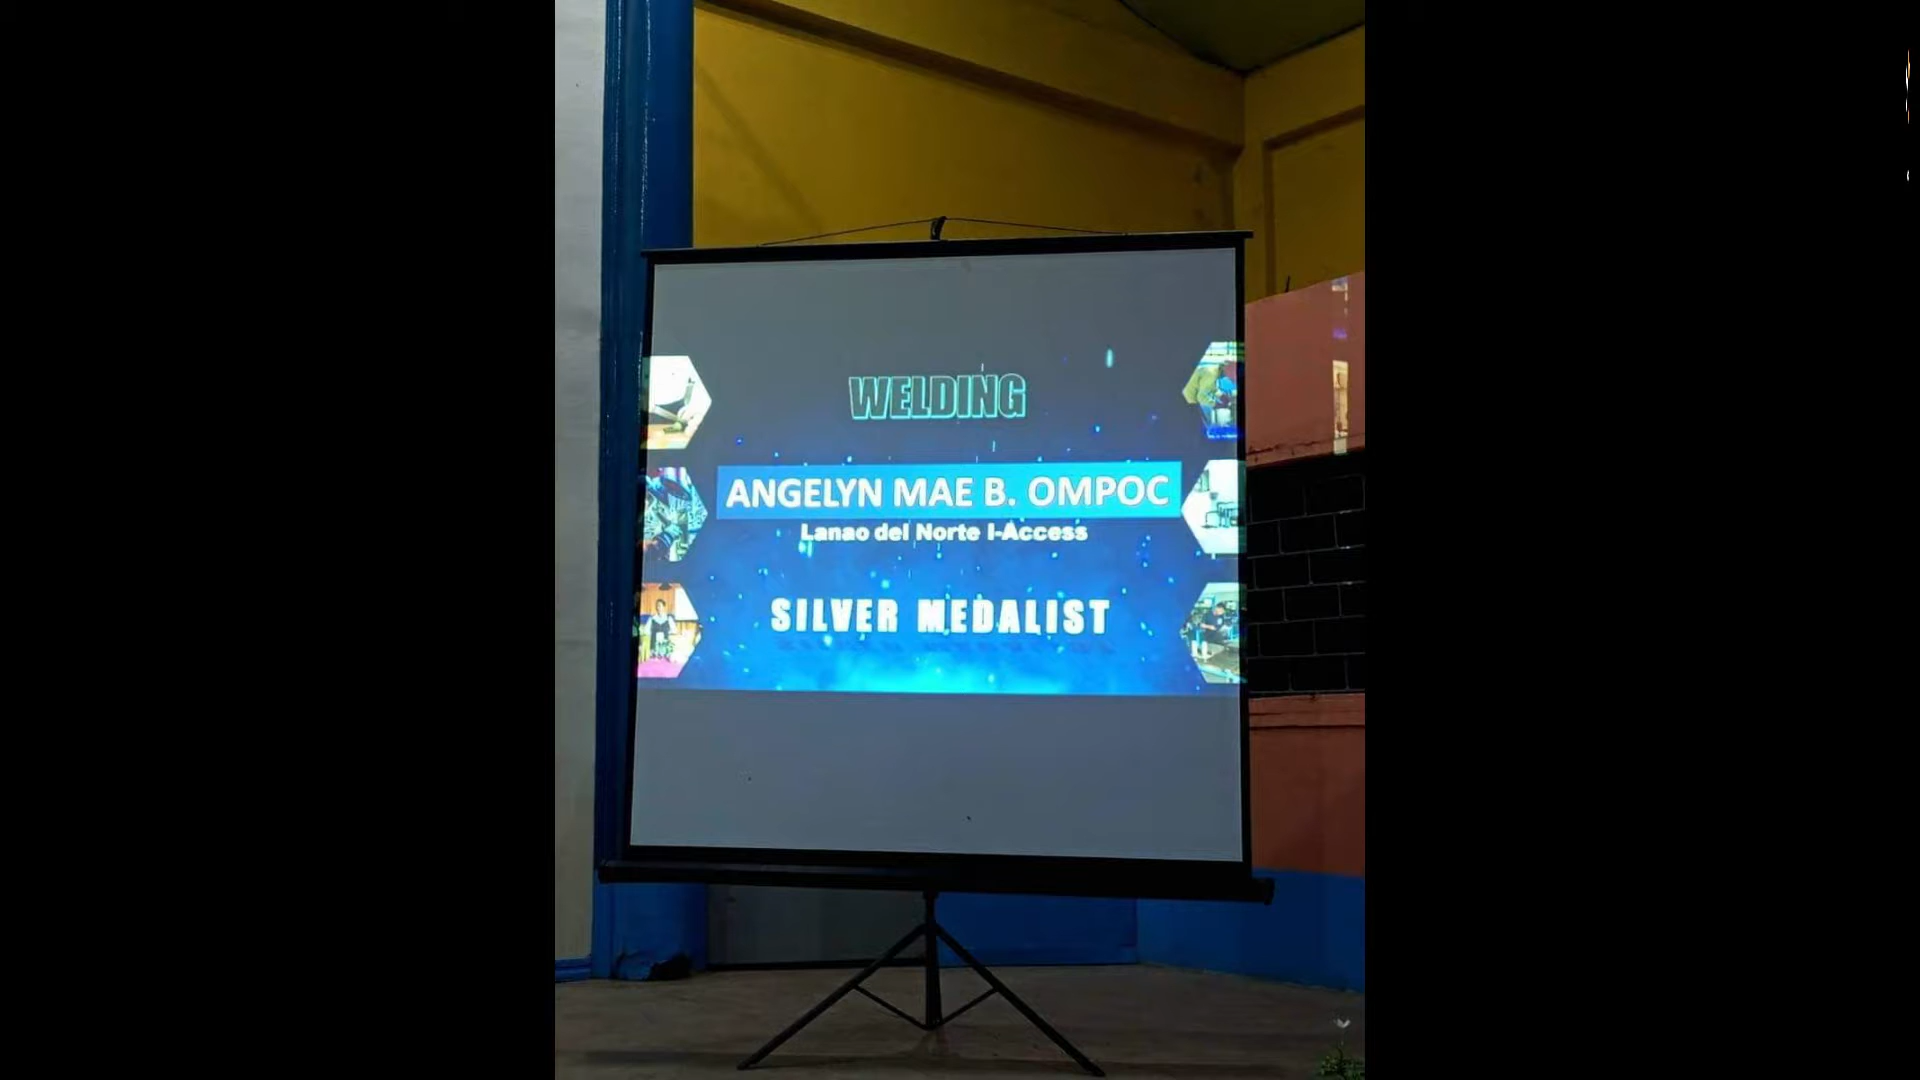 WELDING
ANGELYN MAE B. OMPOC
Lanao del Norte I-Access
SILVER MEDALIST